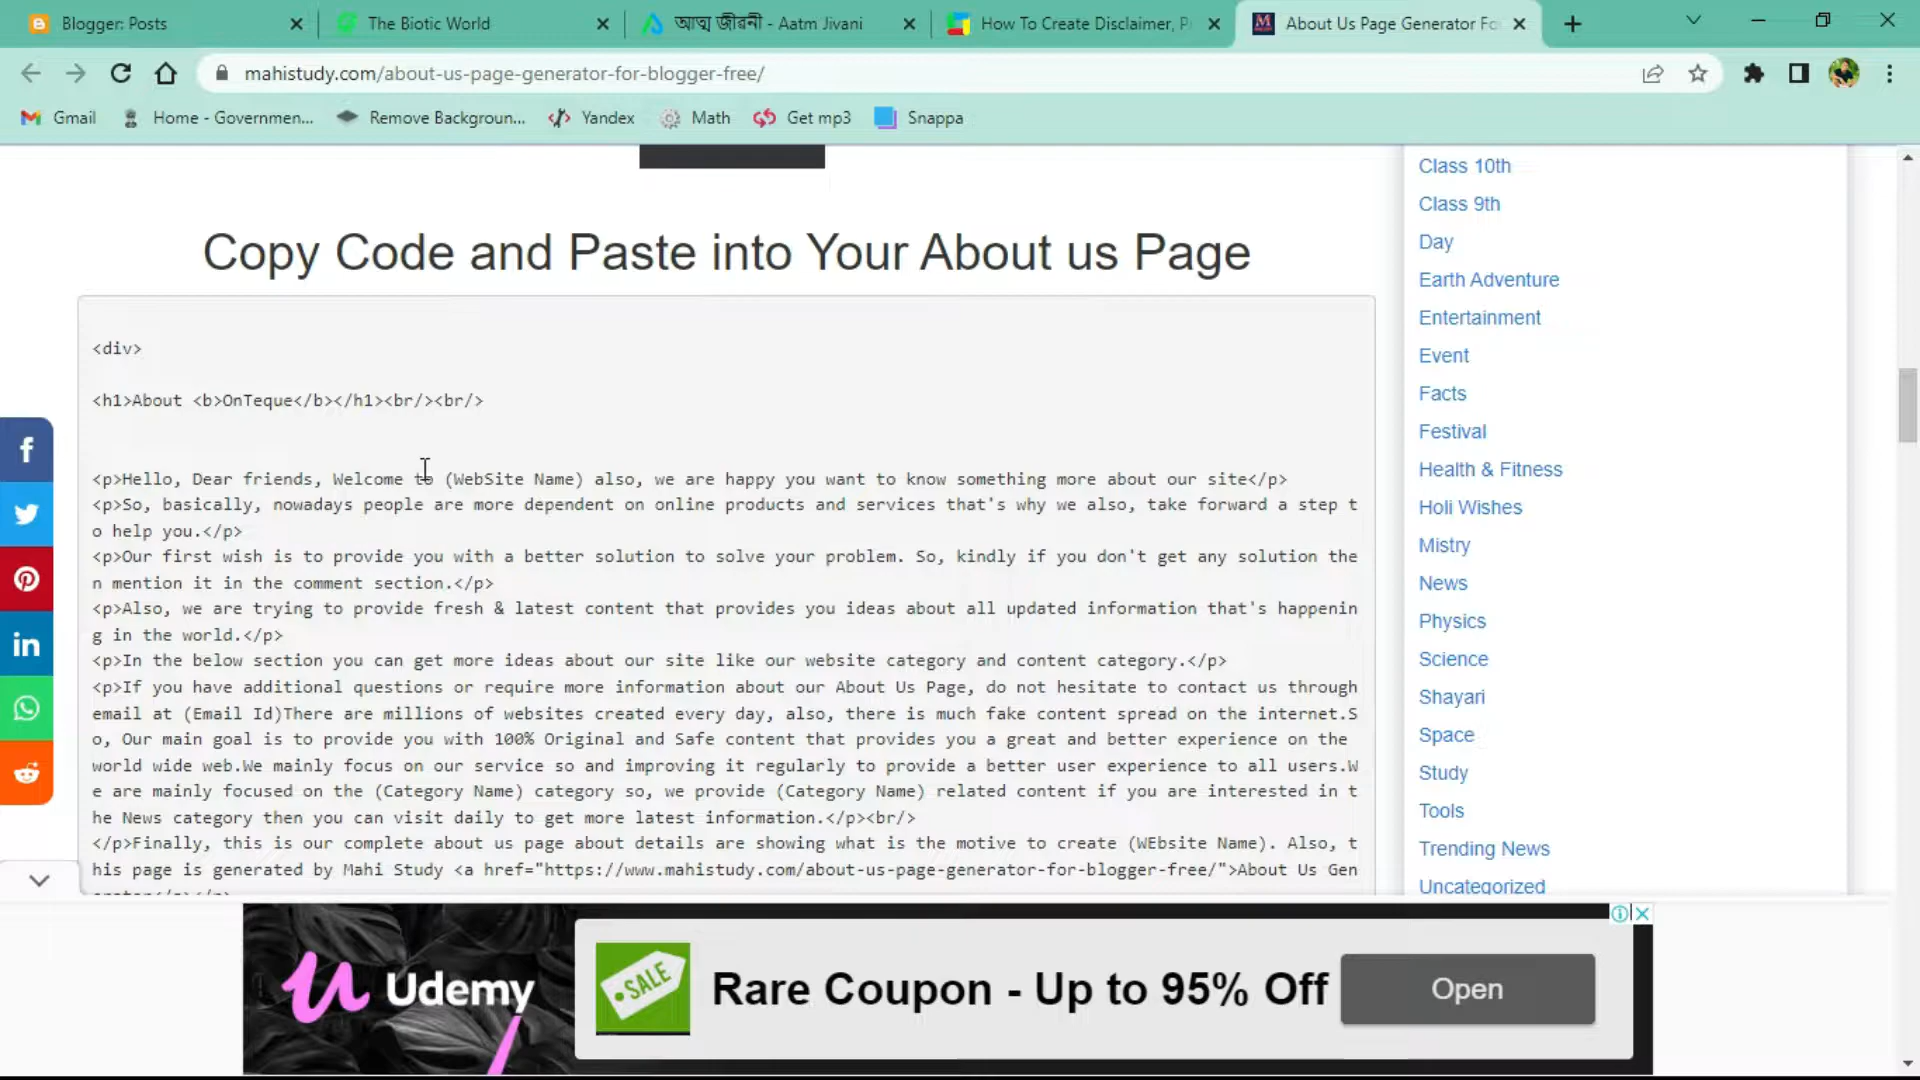 Blogger: Posts
The Biotic World
আত্ম জীবনী - Aatm Jivani
How To Create Disclaimer, P
About Us Page Generator Fo
mahistudy.com/about-us-page-generator-for-blogger-free/
Gmail
Home - Governmen...
Remove Backgroun...
Yandex
Math
Get mp3
Snappa
Copy Code and Paste into Your About us Page
<div>
<h1>About <b>OnTeque</b></h1><br/><br/>
<p>Hello, Dear friends, Welcome to (WebSite Name) also, we are happy you want to know something more about our site</p>
<p>So, basically, nowadays people are more dependent on online products and services that's why we also, take forward a step t
o help you.</p>
<p>Our first wish is to provide you with a better solution to solve your problem. So, kindly if you don't get any solution the
n mention it in the comment section.</p>
<p>Also, we are trying to provide fresh & latest content that provides you ideas about all updated information that's happenin
g in the world.</p>
<p>In the below section you can get more ideas about our site like our website category and content category.</p>
<p>If you have additional questions or require more information about our About Us Page, do not hesitate to contact us through
email at (Email Id)There are millions of websites created every day, also, there is much fake content spread on the internet.S
o, Our main goal is to provide you with 100% Original and Safe content that provides you a great and better experience on the
world wide web.We mainly focus on our service so and improving it regularly to provide a better user experience to all users.W
e are mainly focused on the (Category Name) category so, we provide (Category Name) related content if you are interested in t
he News category then you can visit daily to get more latest information.</p><br/>
</p>Finally, this is our complete about us page about details are showing what is the motive to create (WEbsite Name). Also, t
his page is generated by Mahi Study <a href="https://www.mahistudy.com/about-us-page-generator-for-blogger-free/">About Us Gen
Class 10th
Class 9th
Day
Earth Adventure
Entertainment
Event
Facts
Festival
Health & Fitness
Holi Wishes
Mistry
News
Physics
Science
Shayari
Space
Study
Tools
Trending News
Uncategorized
Udemy
SALE
Rare Coupon - Up to 95% Off
Open